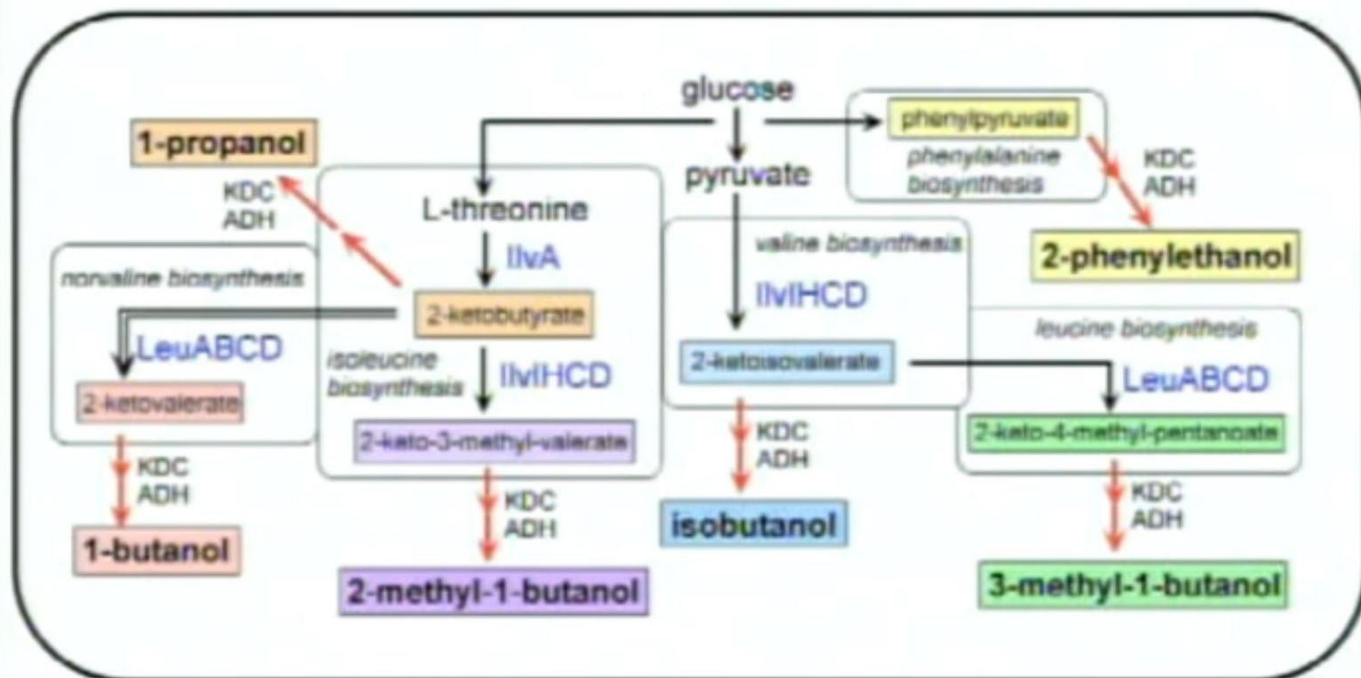 glucose
phenylpyruvate
phenylalanine
biosynthesis
KDC
ADH
2-phenylethanol
1-propanol
KDC
ADH
pyruvate
L-threonine
IlvA
2-ketobutyrate
norvaline biosynthesis
LeuABCD
2-ketovalerate
KDC
ADH
1-butanol
isoleucine
biosynthesis
IlvIHCD
2-keto-3-methyl-valerate
KDC
ADH
2-methyl-1-butanol
valine biosynthesis
IlvIHCD
2-ketoisovalerate
KDC
ADH
isobutanol
leucine biosynthesis
LeuABCD
2-keto-4-methyl-pentanoate
KDC
ADH
3-methyl-1-butanol